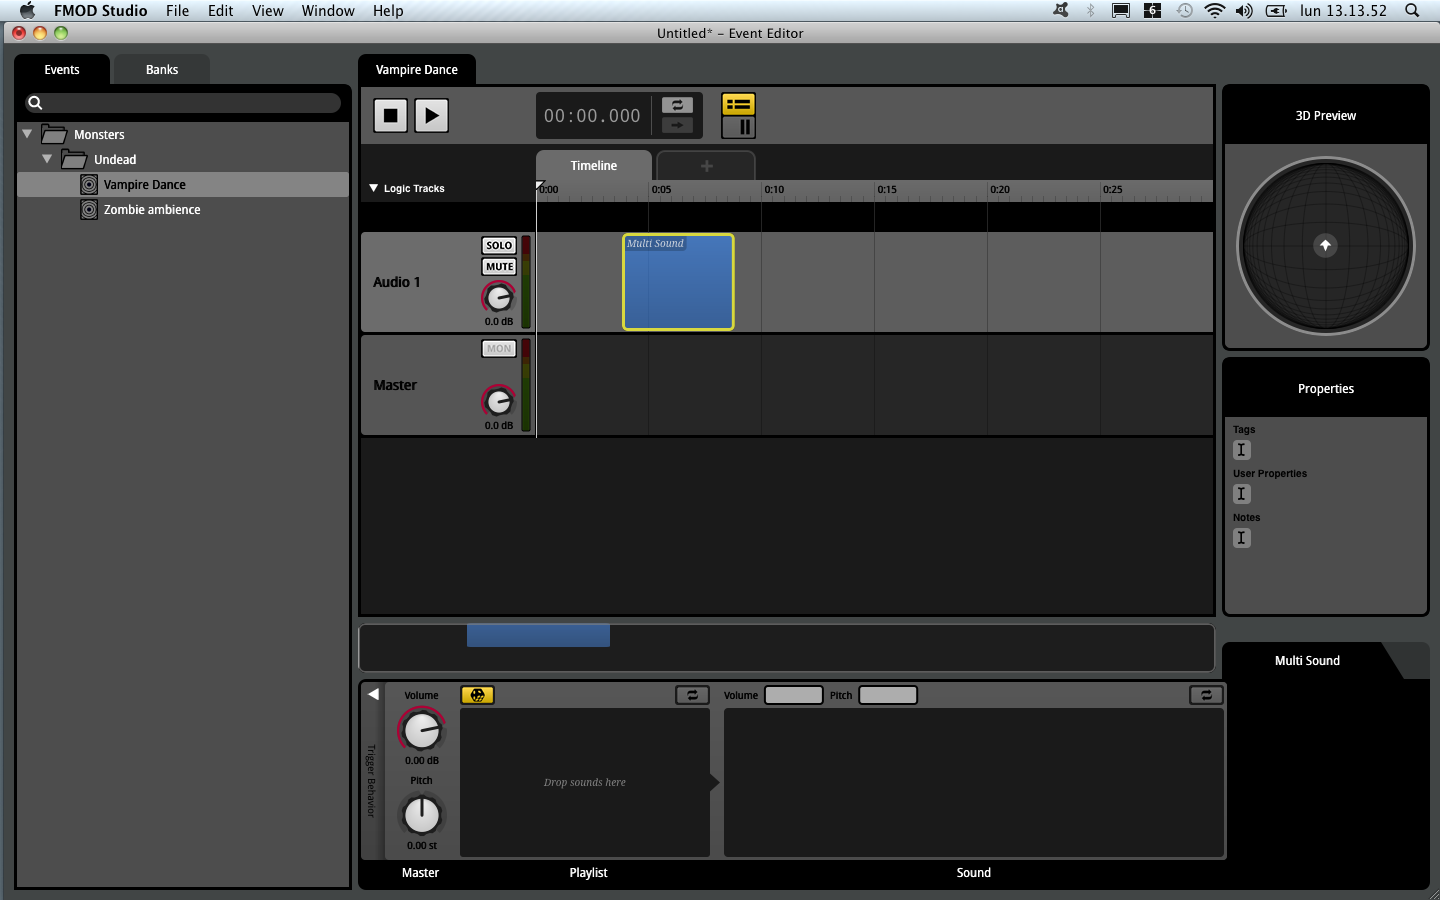 FMOD Studio File Edit View Window Help 6 lun 13.13.52
Untitled* – Event Editor
Events Banks
Monsters
Undead
Vampire Dance
Zombie ambience
Vampire Dance
00:00.000
Timeline +
Logic Tracks
0:00 0:05 0:10 0:15 0:20 0:25
Audio 1
SOLO
MUTE
0.0 dB
Multi Sound
Master
MON
0.0 dB
3D Preview
Properties
Tags
User Properties
Notes
Multi Sound
Trigger Behavior
Volume
0.00 dB
Pitch
0.00 st
Master
Drop sounds here
Playlist
Volume Pitch
Sound